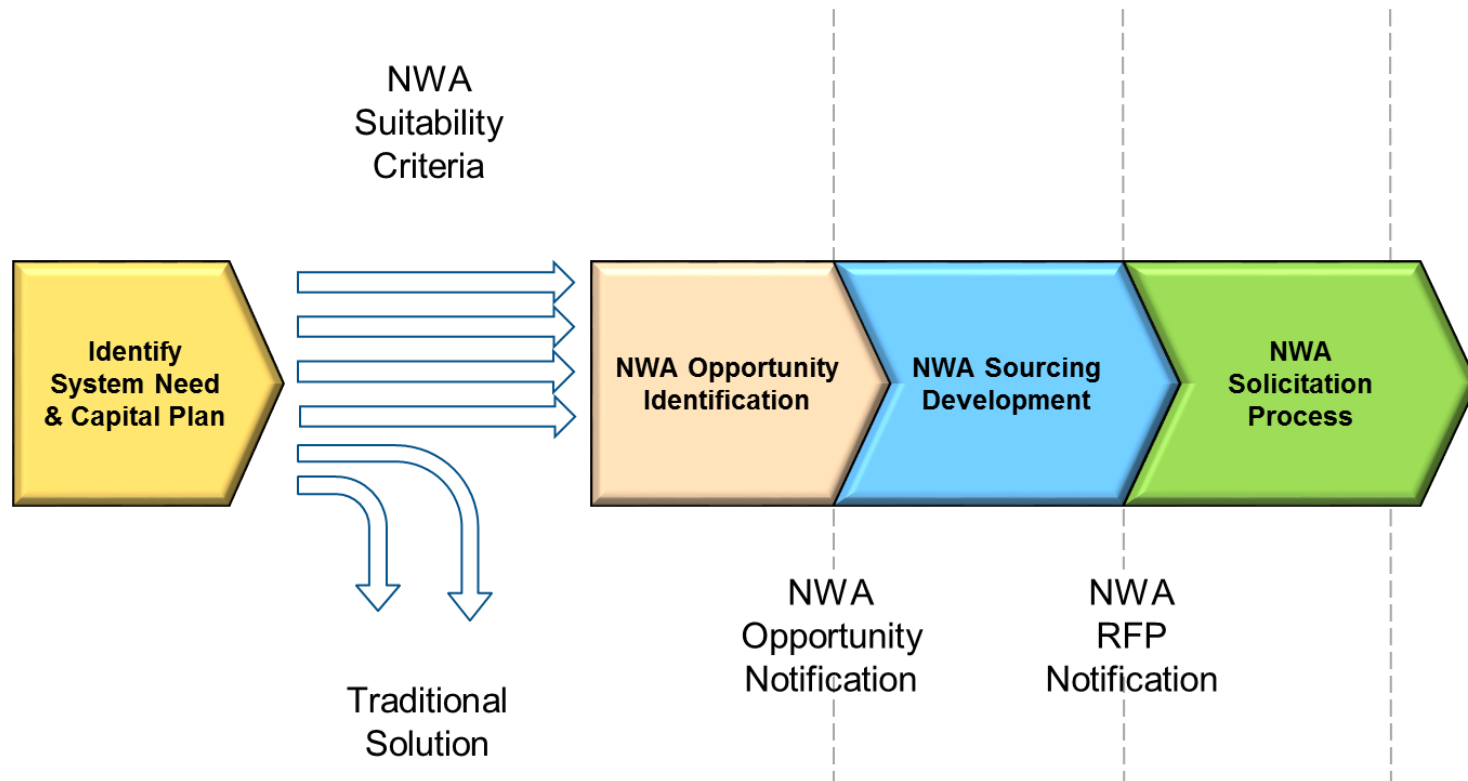 NWA
Suitability
Criteria
Identify
System Need
& Capital Plan
NWA Opportunity
Identification
NWA Sourcing
Development
NWA
Solicitation
Process
NWA
Opportunity
Notification
NWA
RFP
Notification
Traditional
Solution